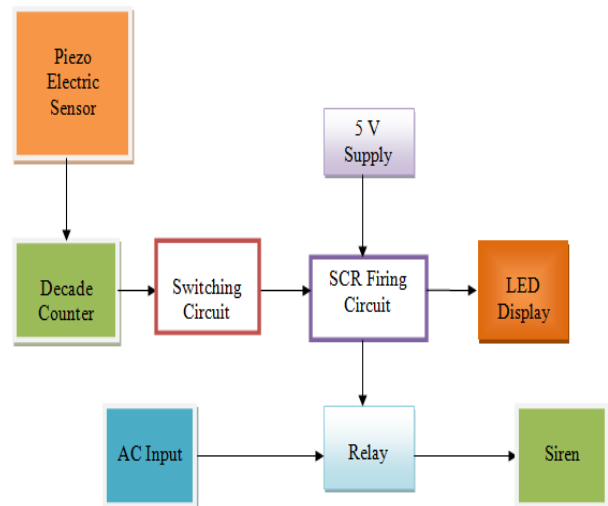 Piezo
Electric
Sensor
5 V
Supply
Decade
Counter
Switching
Circuit
SCR Firing
Circuit
LED
Display
AC Input
Relay
Siren